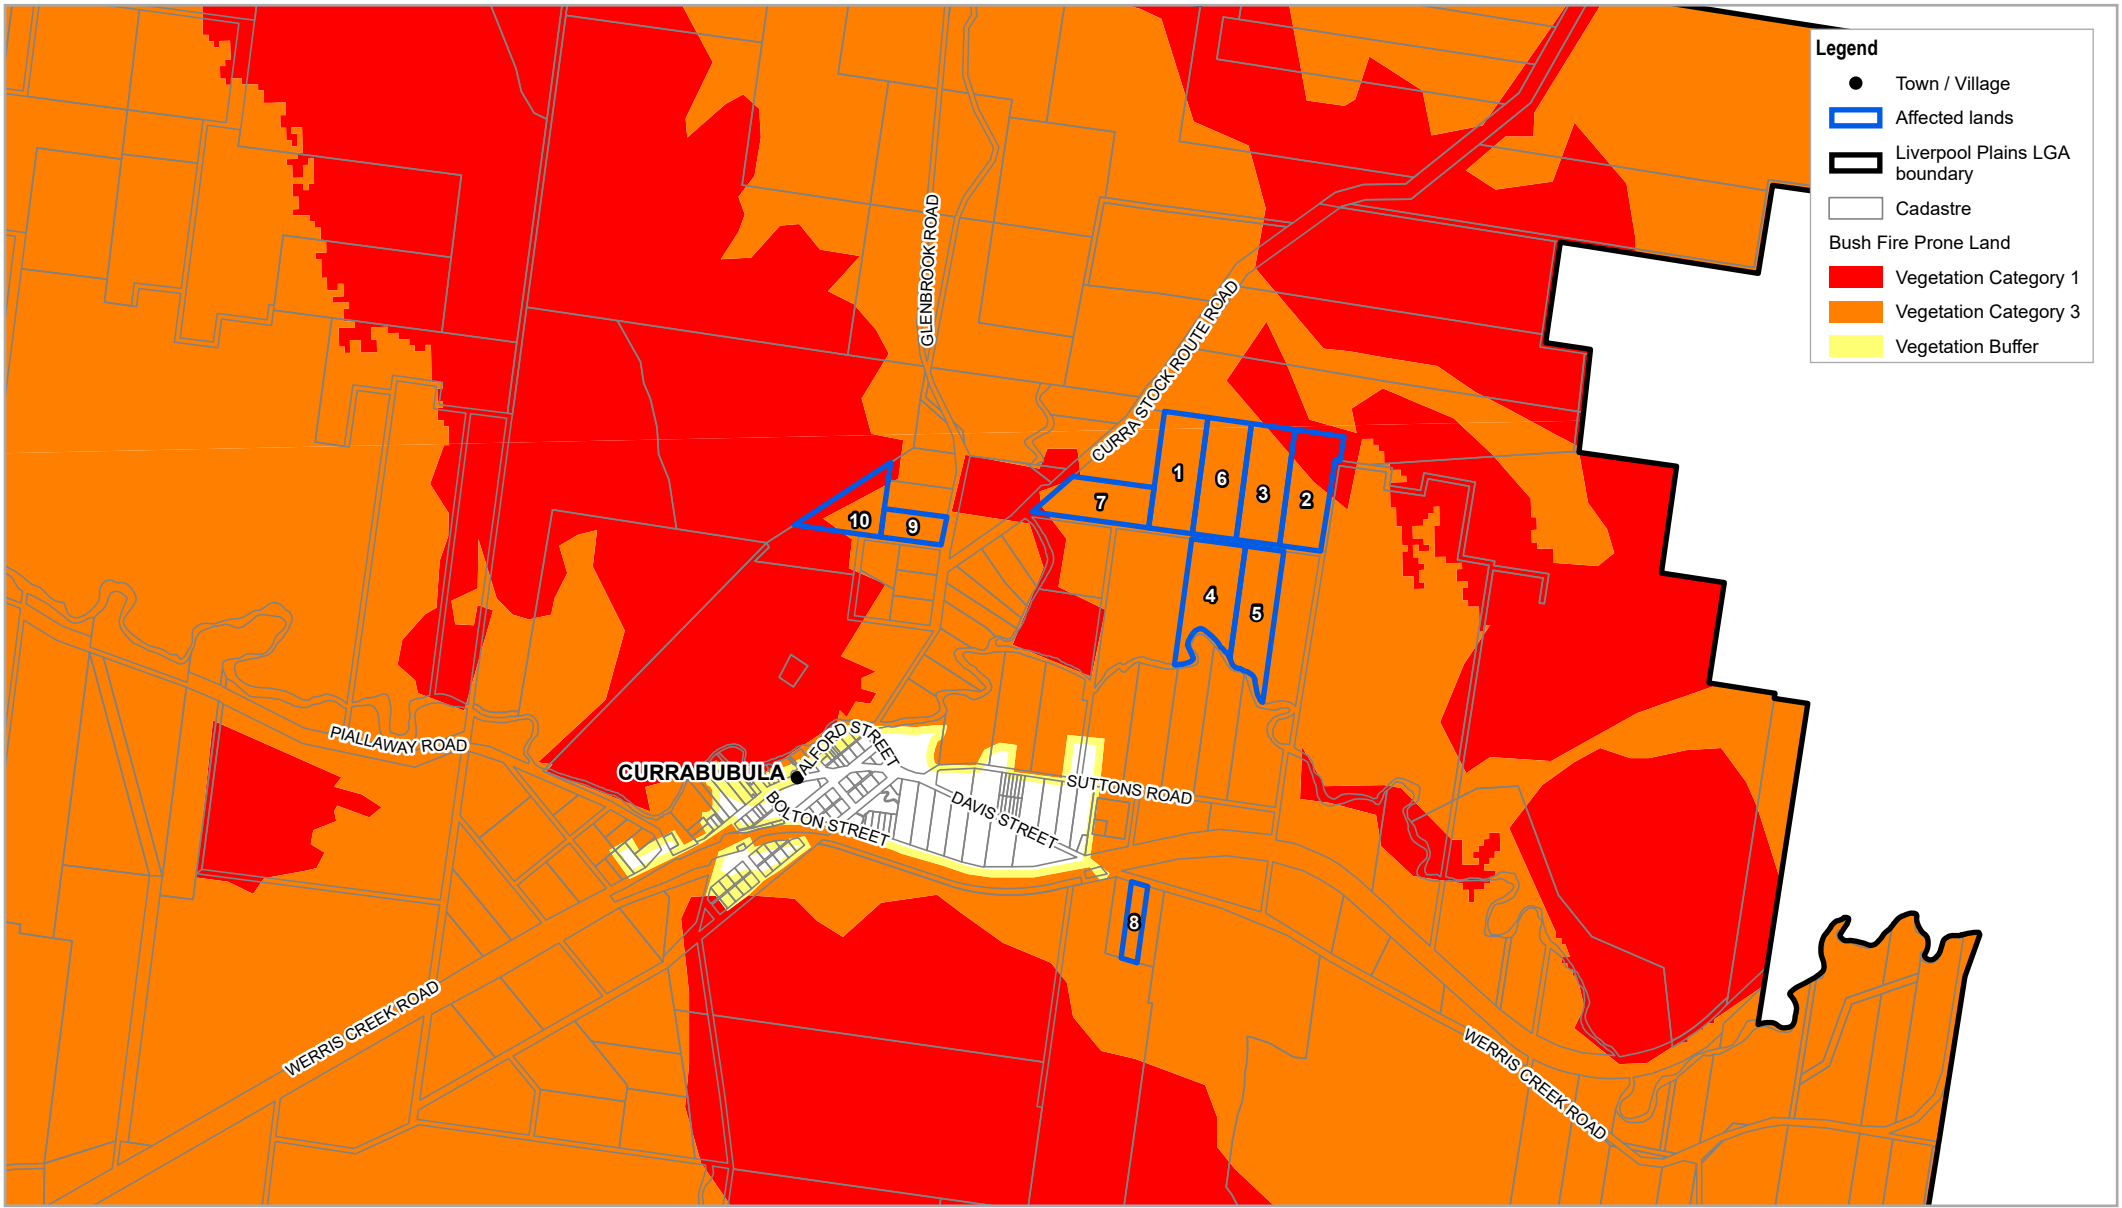 Legend
Town / Village
Affected lands
Liverpool Plains LGA
boundary
Cadastre
Bush Fire Prone Land
Vegetation Category 1
Vegetation Category 3
Vegetation Buffer
GLENBROOK ROAD
CURRA STOCK ROUTE ROAD
1
6
3
2
7
10
9
4
5
PIALLAWAY ROAD
ALFORD STREET
CURRABUBULA
SUTTONS ROAD
DAVIS STREET
BOLTON STREET
8
WERRIS CREEK ROAD
WERRIS CREEK ROAD